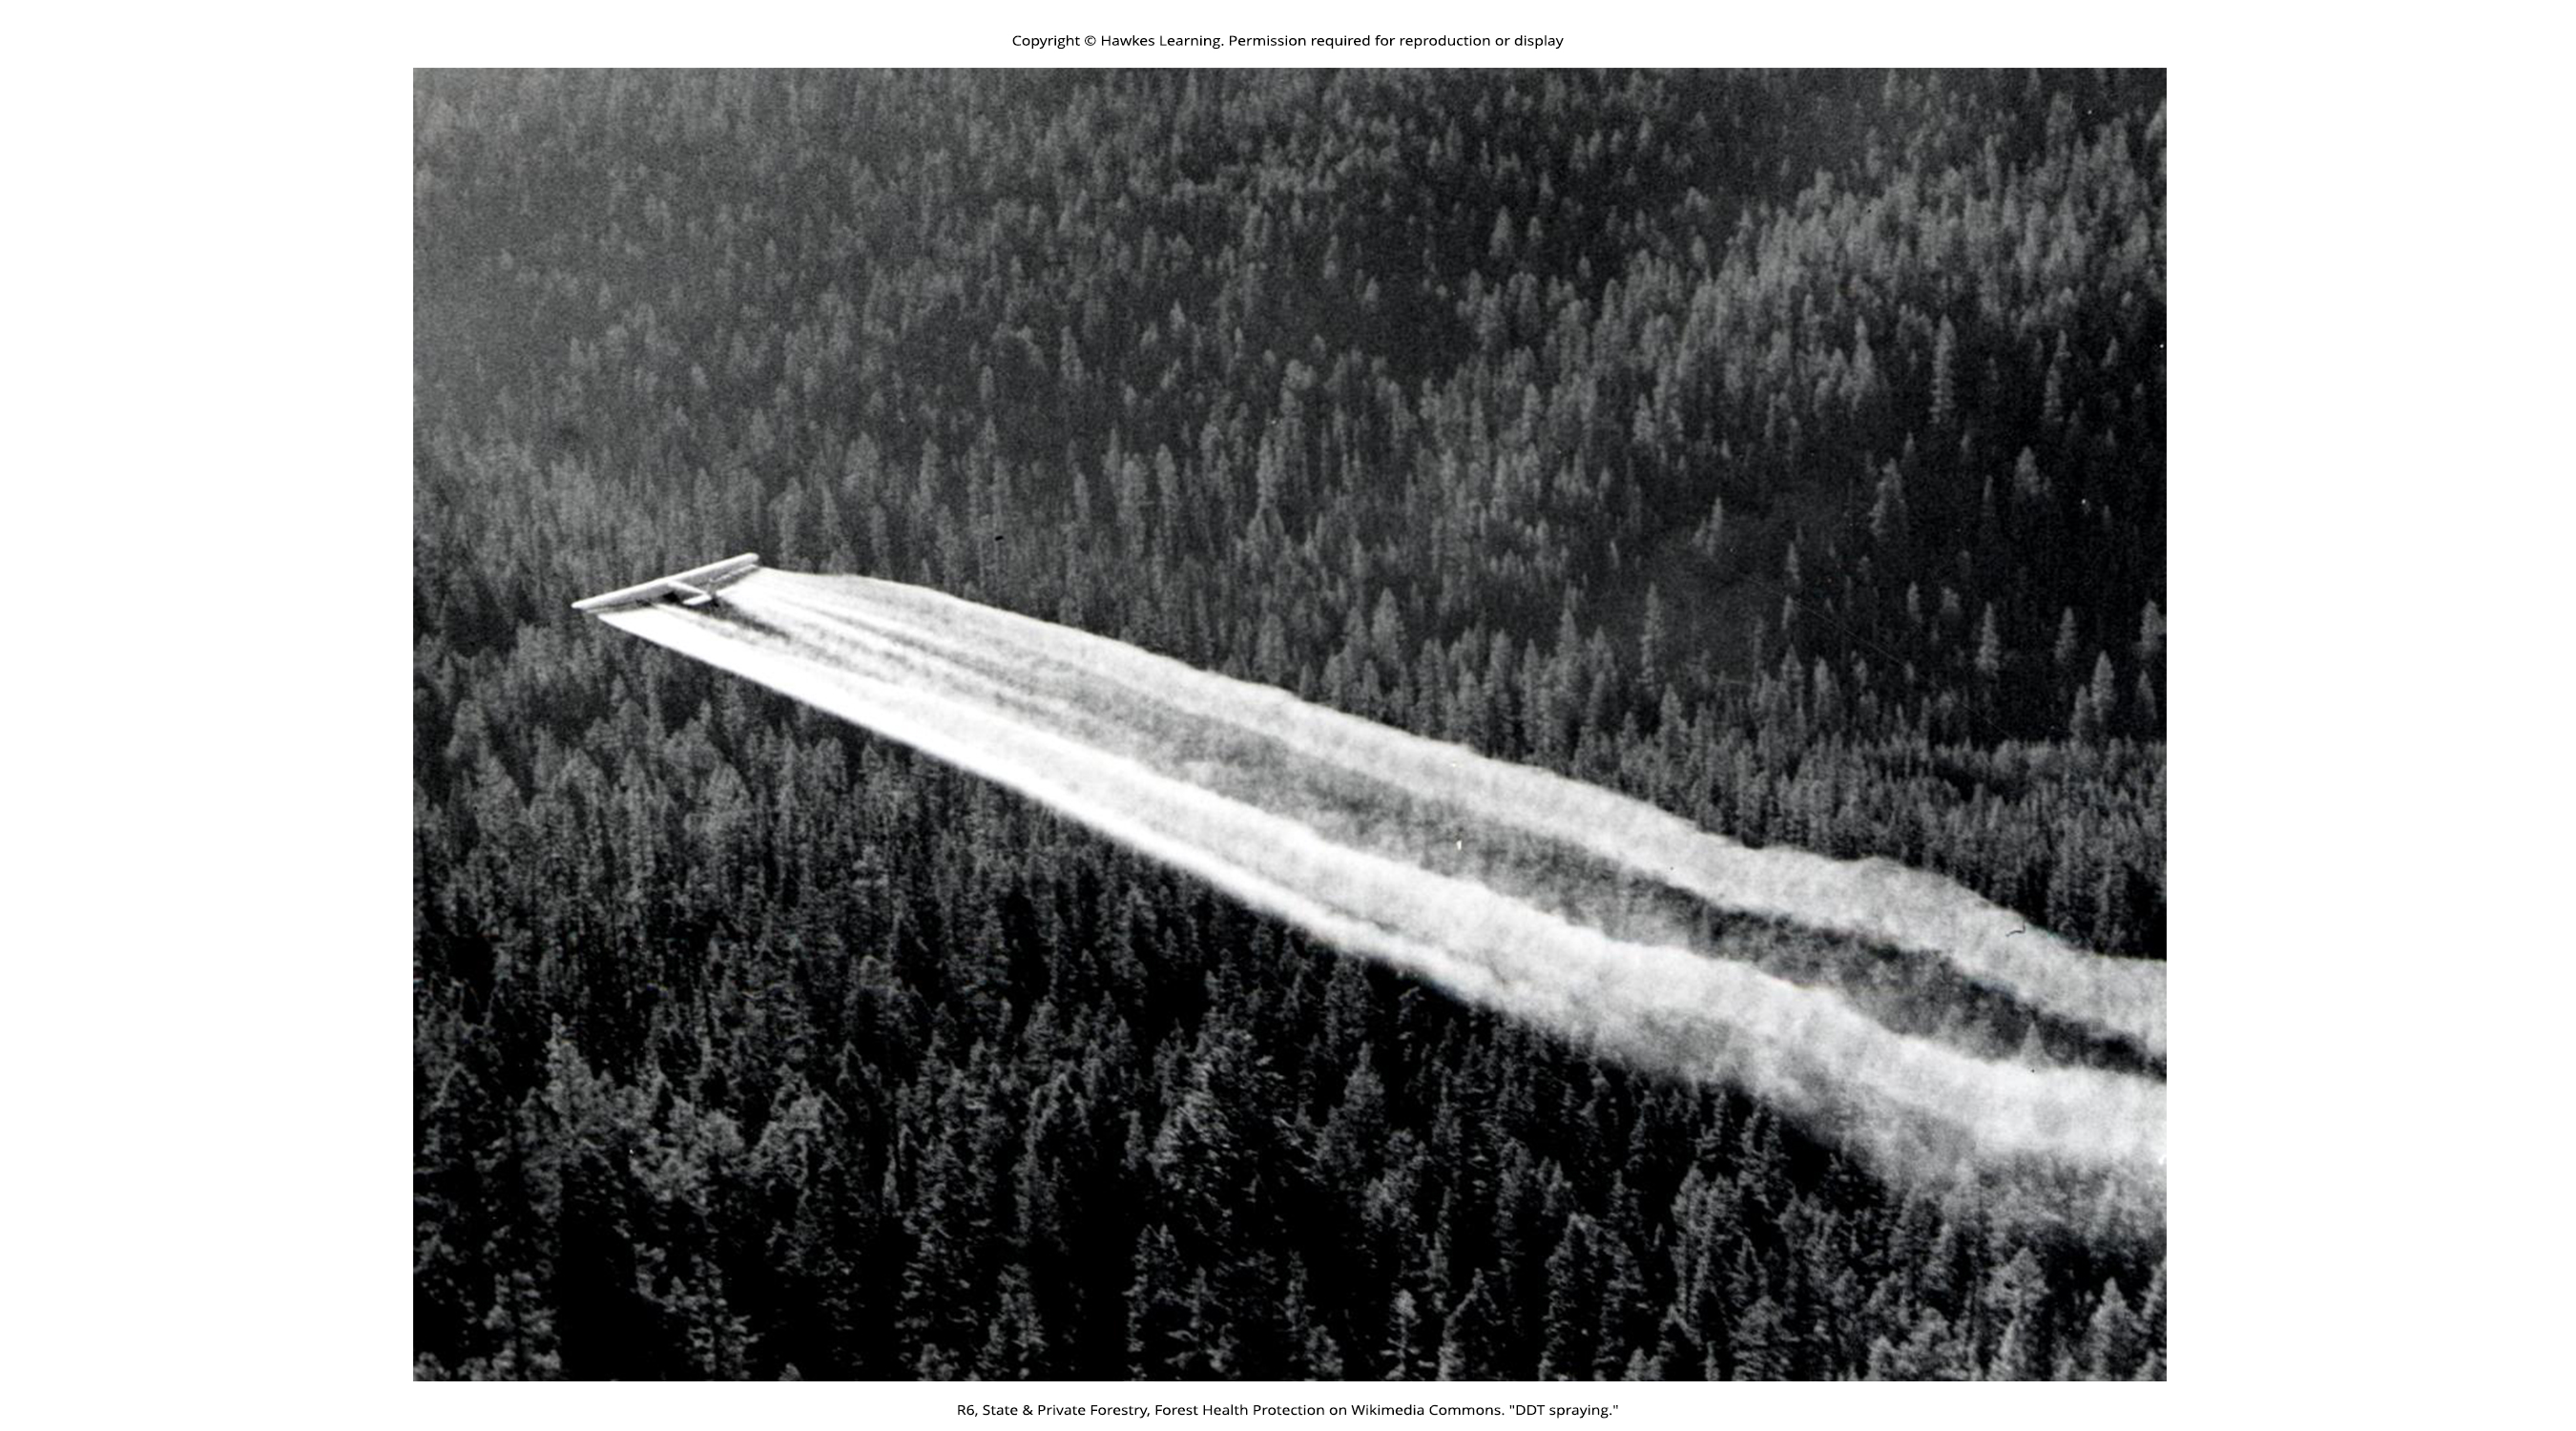 Copyright © Hawkes Learning. Permission required for reproduction or display
R6, State & Private Forestry, Forest Health Protection on Wikimedia Commons. "DDT spraying."